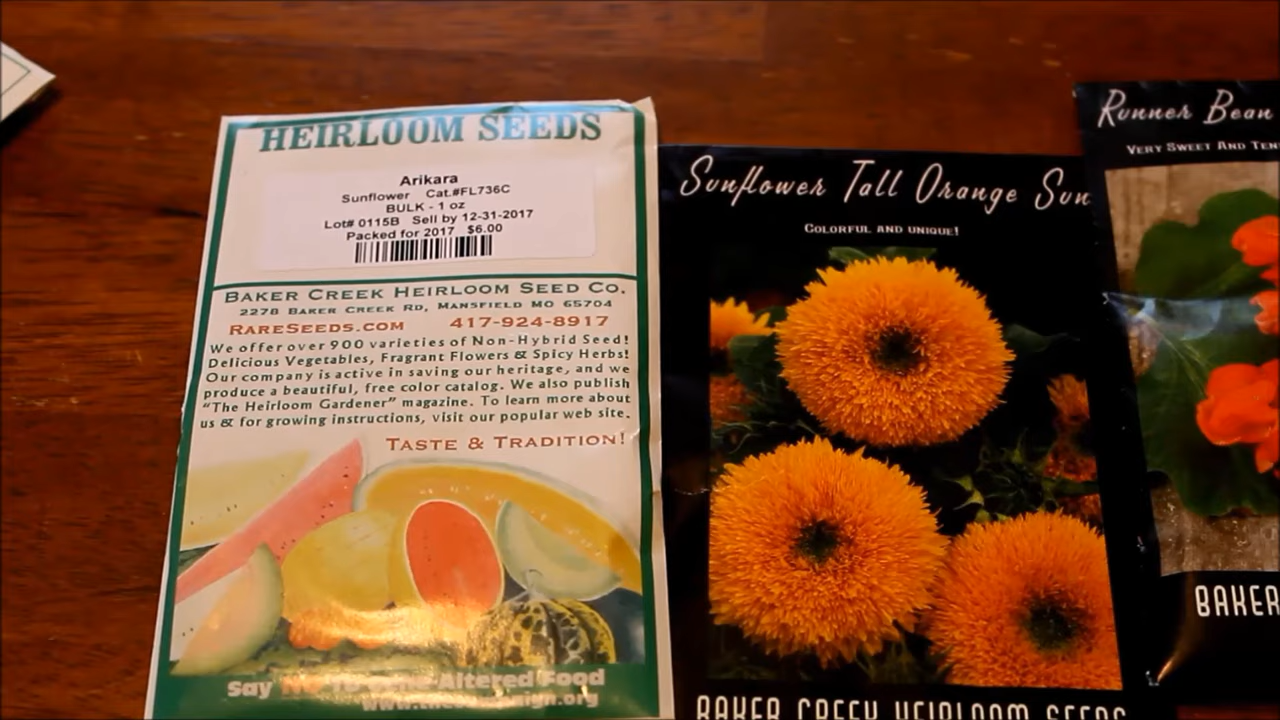 HEIRLOOM SEEDS
Arikara
Sunflower Cat.#FL736C
BULK - 1 oz
Lot# 0115B Sell by 12-31-2017
Packed for 2017 $6.00
BAKER CREEK HEIRLOOM SEED CO.
2278 BAKER CREEK RD, MANSFIELD MO 65704
RARESEEDS.COM 417-924-8917
We offer over 900 varieties of Non-Hybrid Seed!
Delicious Vegetables, Fragrant Flowers & Spicy Herbs!
Our company is active in saving our heritage, and we
produce a beautiful, free color catalog. We also publish
"The Heirloom Gardener" magazine. To learn more about
us & for growing instructions, visit our popular web site.
TASTE & TRADITION!
Say To Altered Food
Sunflower Tall Orange Sun
COLORFUL AND UNIQUE!
BAKER CREEK HEIRLOOM SEEDS
Runner Bean
VERY SWEET AND
BAKER